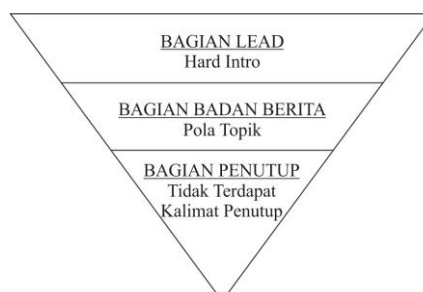 BAGIAN LEAD
Hard Intro
BAGIAN BADAN BERITA
Pola Topik
BAGIAN PENUTUP
Tidak Terdapat
Kalimat Penutup